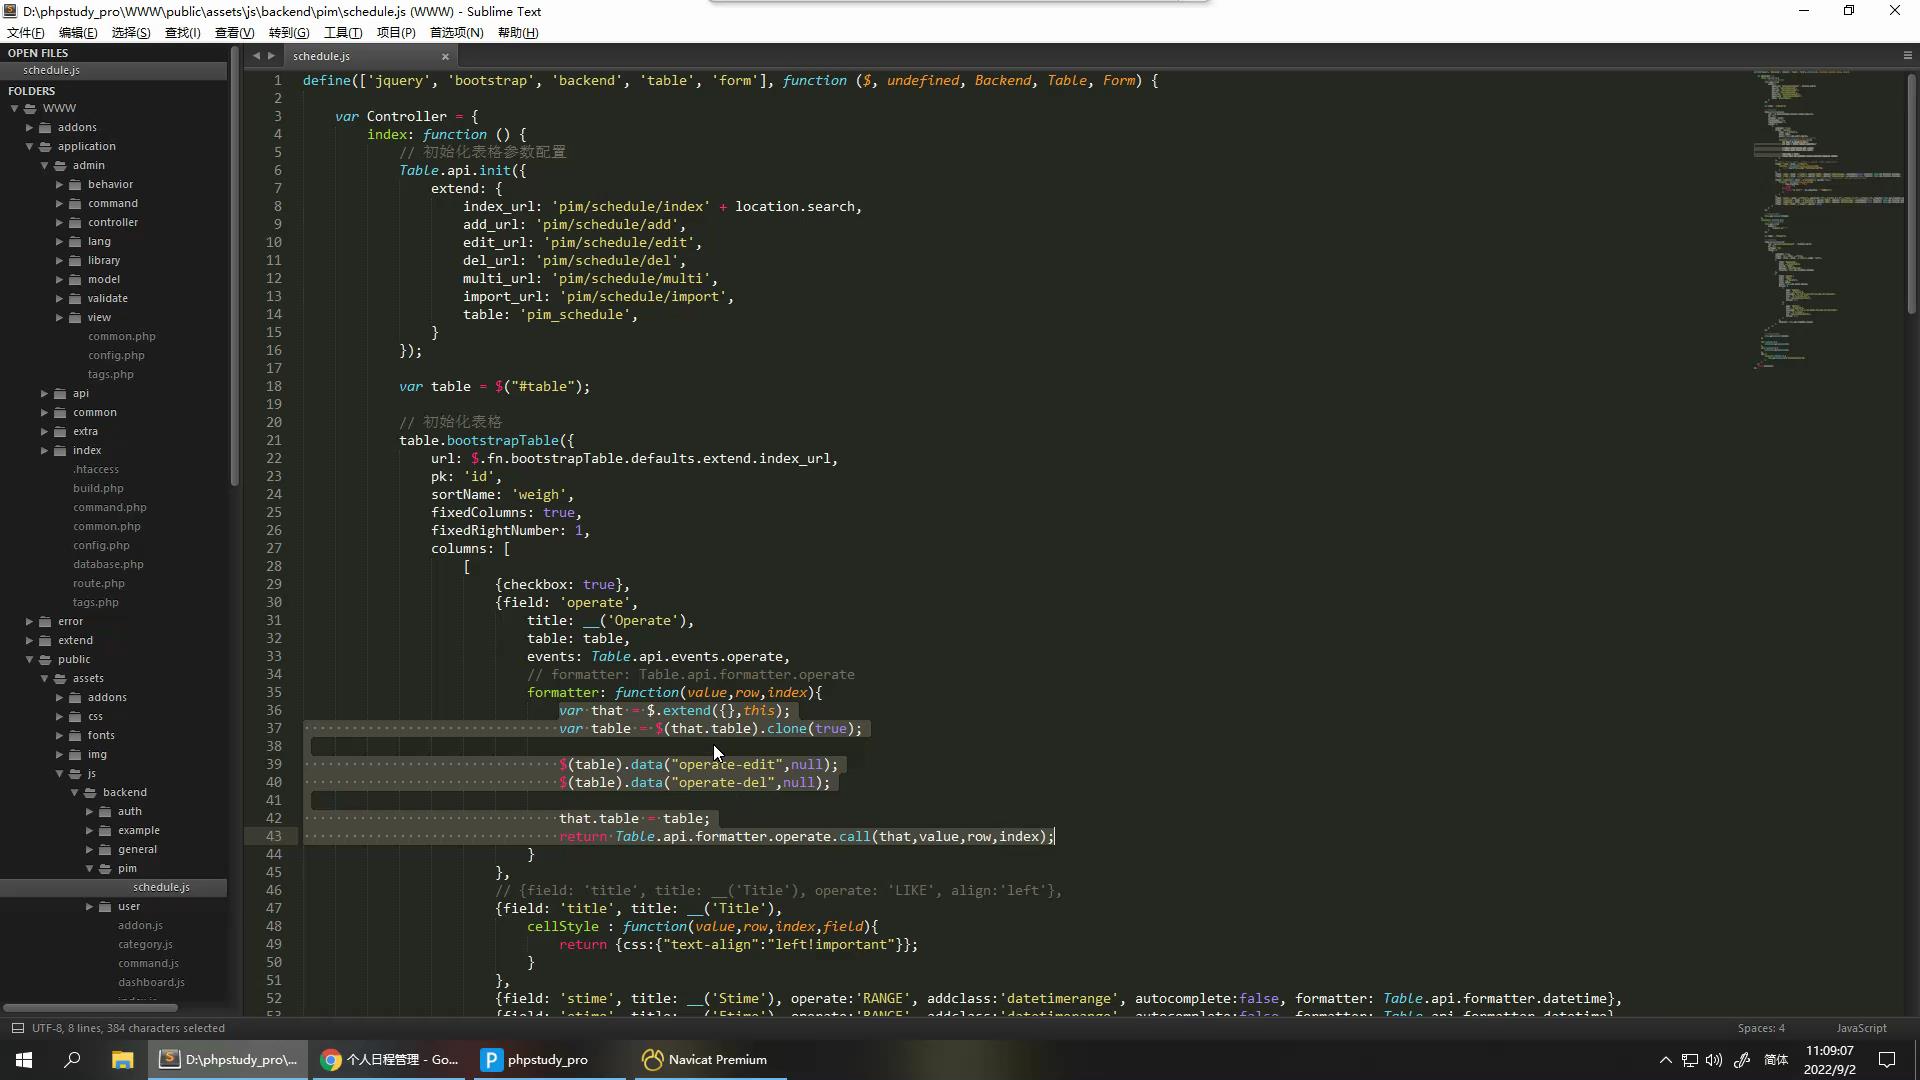 D:\phpstudy_pro\WWW\public\assets\js\backend\pim\schedule.js (WWW) - Sublime Text
文件(F) 编辑(E) 选择(S) 查找(I) 查看(V) 转到(G) 工具(T) 项目(P) 首选项(N) 帮助(H)
OPEN FILES
schedule.js
FOLDERS
WWW
addons
application
admin
behavior
command
controller
lang
library
model
validate
view
common.php
config.php
tags.php
api
common
extra
index
.htaccess
build.php
command.php
common.php
config.php
database.php
route.php
tags.php
error
extend
public
assets
addons
css
fonts
img
js
backend
auth
example
general
pim
schedule.js
user
addon.js
category.js
command.js
dashboard.js
schedule.js
1 define(['jquery', 'bootstrap', 'backend', 'table', 'form'], function ($, undefined, Backend, Table, Form) {
2
3 var Controller = {
4 index: function () {
5 // 初始化表格参数配置
6 Table.api.init({
7 extend: {
8 index_url: 'pim/schedule/index' + location.search,
9 add_url: 'pim/schedule/add',
10 edit_url: 'pim/schedule/edit',
11 del_url: 'pim/schedule/del',
12 multi_url: 'pim/schedule/multi',
13 import_url: 'pim/schedule/import',
14 table: 'pim_schedule',
15 }
16 });
17
18 var table = $("#table");
19
20 // 初始化表格
21 table.bootstrapTable({
22 url: $.fn.bootstrapTable.defaults.extend.index_url,
23 pk: 'id',
24 sortName: 'weigh',
25 fixedColumns: true,
26 fixedRightNumber: 1,
27 columns: [
28 [
29 {checkbox: true},
30 {field: 'operate',
31 title: __('Operate'),
32 table: table,
33 events: Table.api.events.operate,
34 // formatter: Table.api.formatter.operate
35 formatter: function(value,row,index){
36 var that = $.extend({},this);
37 var table = $(that.table).clone(true);
38
39 $(table).data("operate-edit",null);
40 $(table).data("operate-del",null);
41
42 that.table = table;
43 return Table.api.formatter.operate.call(that,value,row,index);
44 }
45 },
46 // {field: 'title', title: __('Title'), operate: 'LIKE', align:'left'},
47 {field: 'title', title: __('Title'),
48 cellStyle : function(value,row,index,field){
49 return {css:{"text-align":"left!important"}};
50 }
51 },
52 {field: 'stime', title: __('Stime'), operate:'RANGE', addclass:'datetimerange', autocomplete:false, formatter: Table.api.formatter.datetime},
53 {field: 'etime', title: __('Etime'), operate:'RANGE', addclass:'datetimerange', autocomplete:false, formatter: Table.api.formatter.datetime},
UTF-8, 8 lines, 384 characters selected
Spaces: 4
JavaScript
D:\phpstudy_pro\...
个人日程管理 - Go...
phpstudy_pro
Navicat Premium
简体
11:09:07
2022/9/2